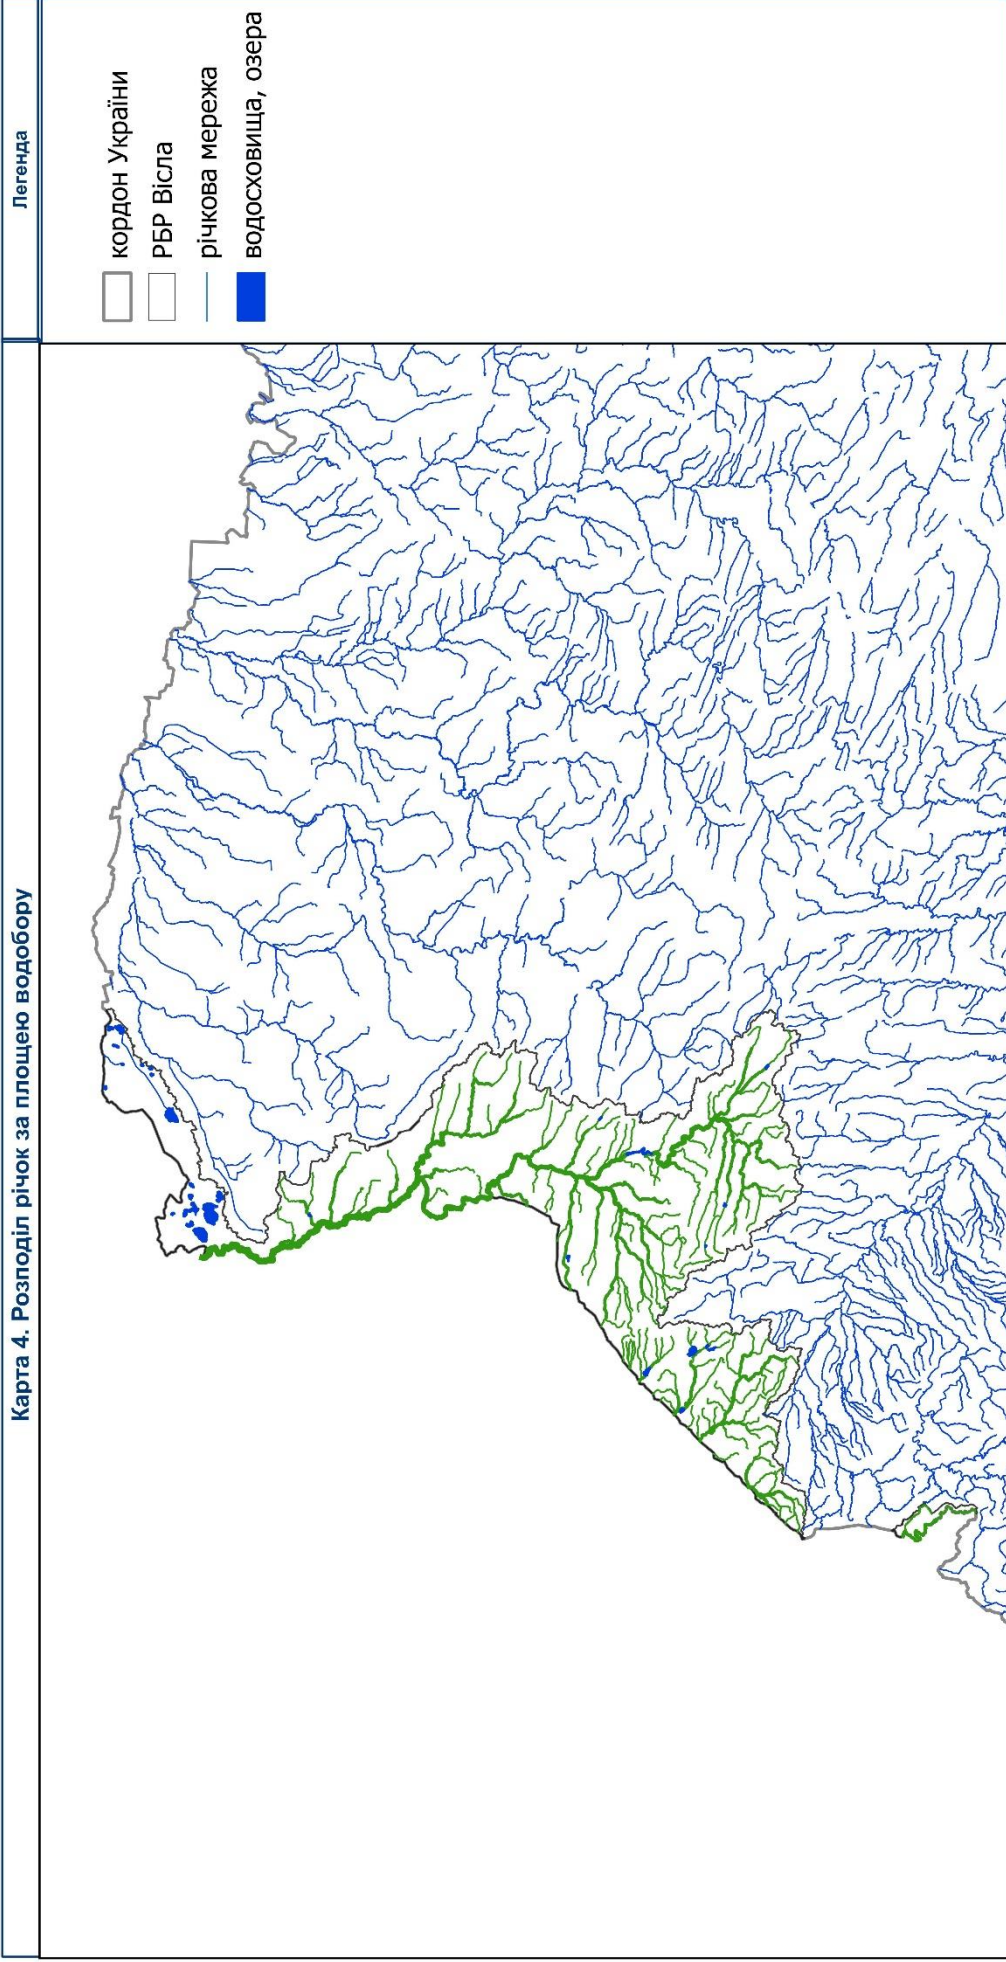 Карта 4. Розподіл річок за площею водобору
Легенда
кордон України
РБР Вісла
річкова мережа
водосховища, озера